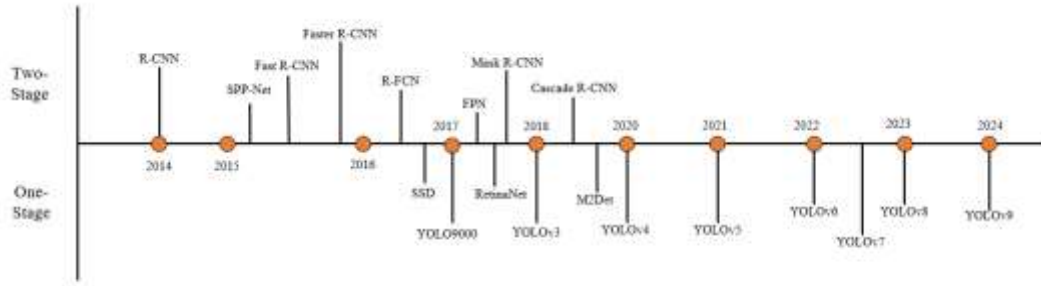 Two-
Stage
R-CNN
SPP-Net
Fast R-CNN
Faster R-CNN
R-FCN
FPN
Mask R-CNN
Cascade R-CNN
2014
2015
2016
2017
2018
2020
2021
2022
2023
2024
One-
Stage
SSD
YOLO9000
RetinaNet
YOLOv3
M2Det
YOLOv4
YOLOv5
YOLOv6
YOLOv7
YOLOv8
YOLOv9